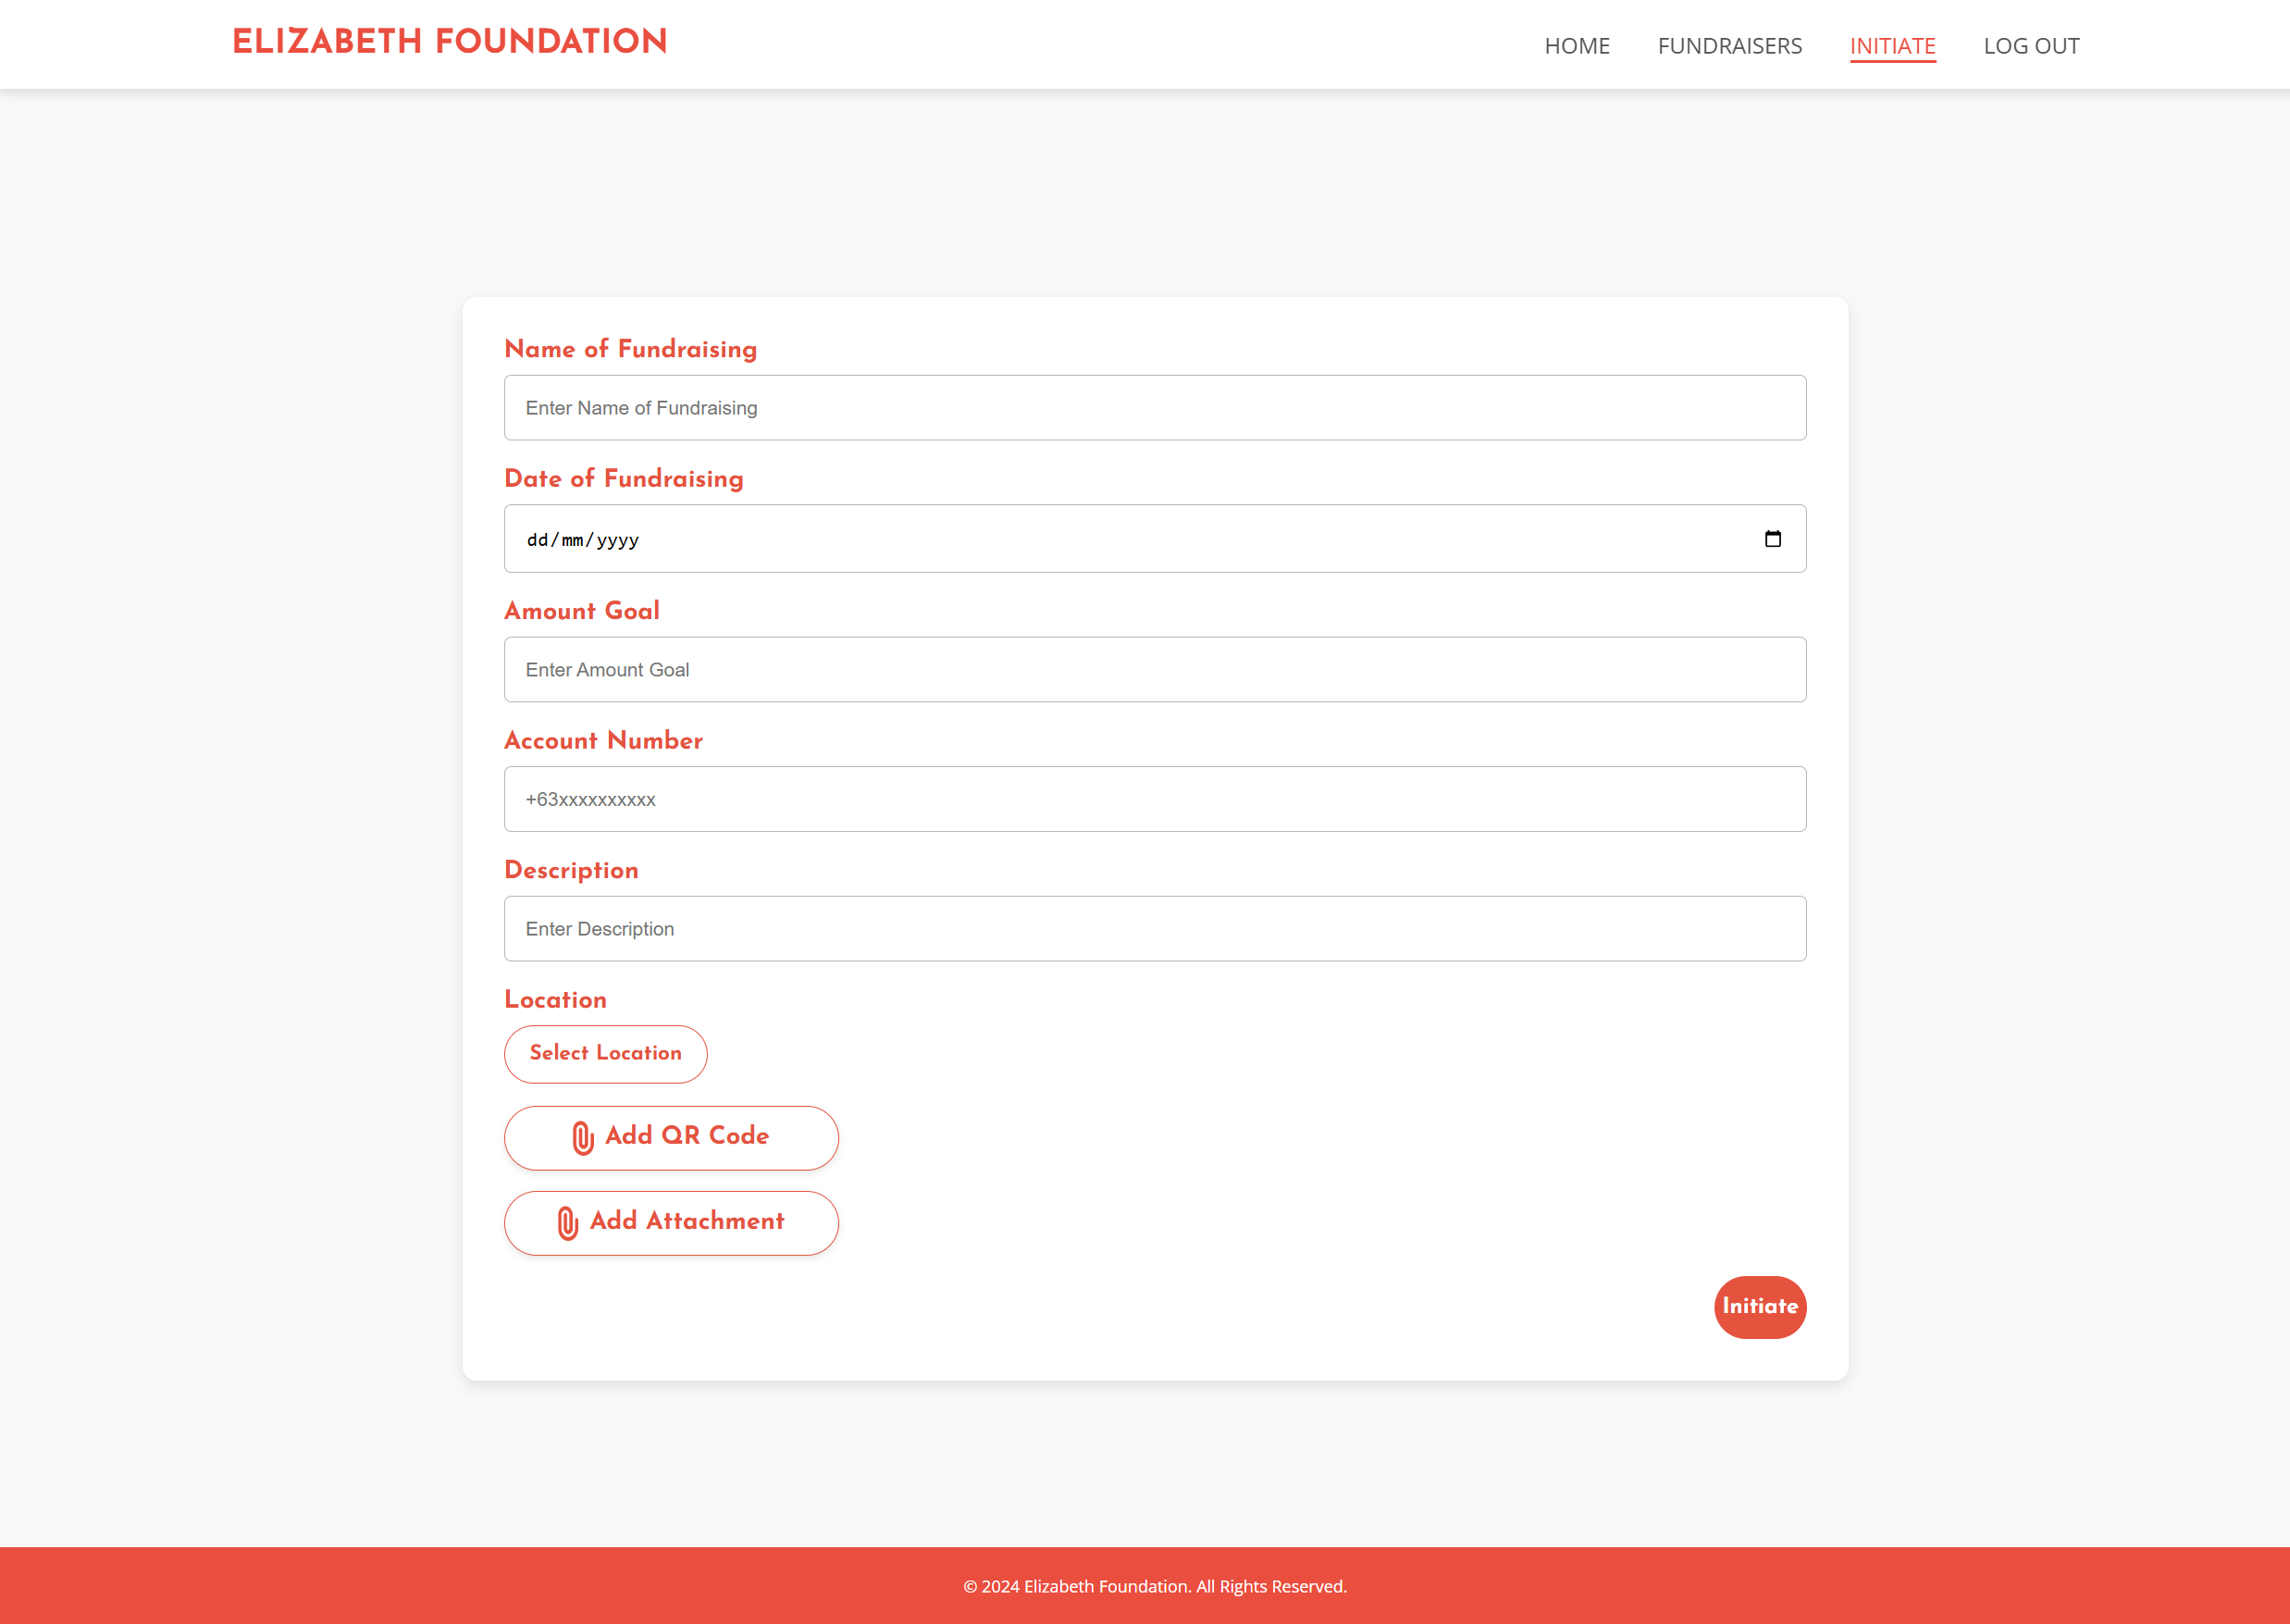 ELIZABETH FOUNDATION
HOME FUNDRAISERS INITIATE LOG OUT
Name of Fundraising
Enter Name of Fundraising
Date of Fundraising
dd/mm/yyyy
Amount Goal
Enter Amount Goal
Account Number
+63xxxxxxxxxx
Description
Enter Description
Location
Select Location
Add QR Code
Add Attachment
Initiate
© 2024 Elizabeth Foundation. All Rights Reserved.